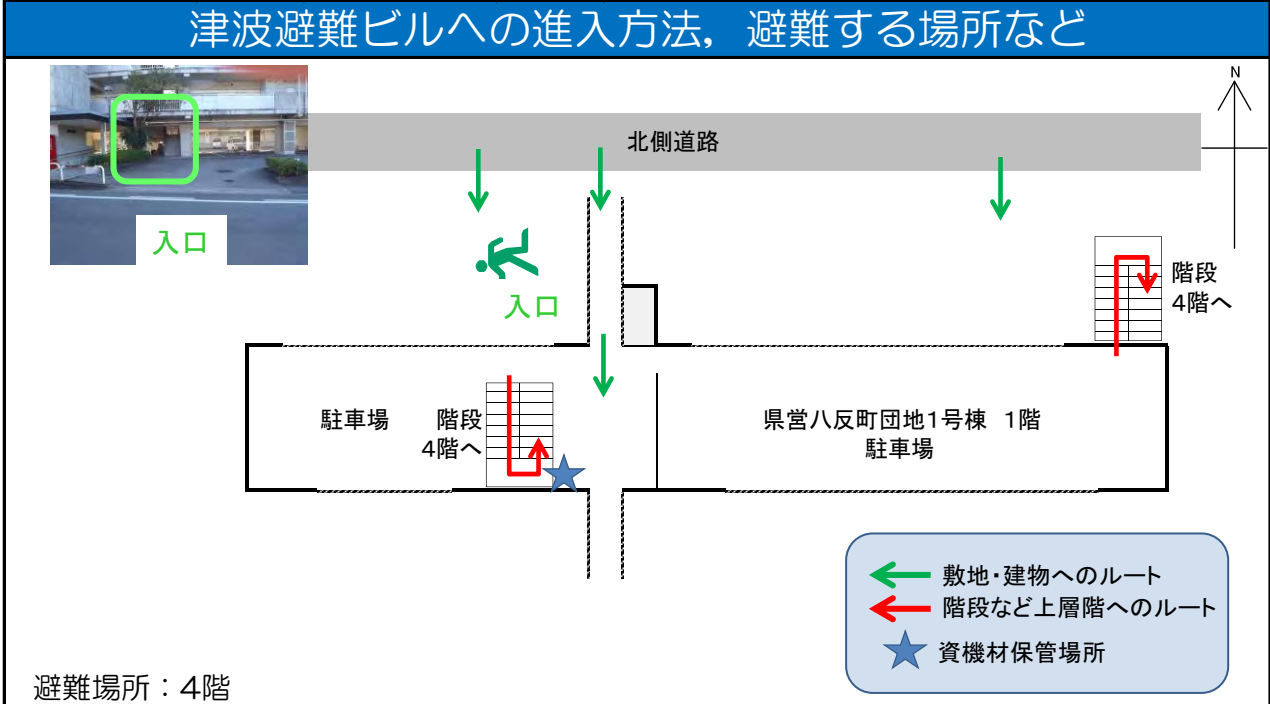 津波避難ビルへの進入方法，避難する場所など
N
北側道路
入口
入口
階段
4階へ
駐車場
階段
4階へ
県営八反町団地1号棟 1階
駐車場
敷地・建物へのルート
階段など上層階へのルート
資機材保管場所
避難場所：4階